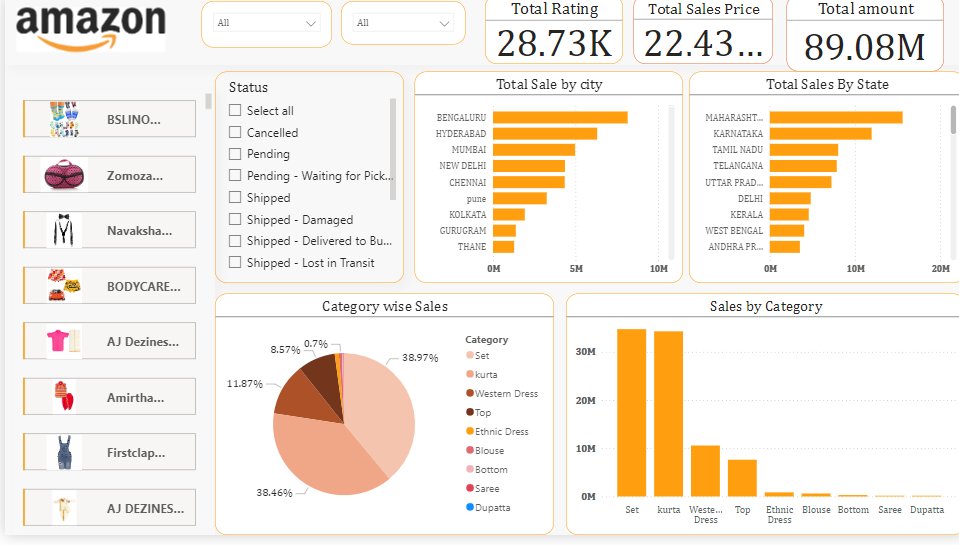 amazon
All
All
Total Rating
28.73K
Total Sales Price
22.43...
Total amount
89.08M
BSLINO...
Zomoza...
Navaksha...
BODYCARE...
AJ Dezines...
Amirtha...
Firstclap...
AJ DEZINES...
Status
Select all
Cancelled
Pending
Pending - Waiting for Pick...
Shipped
Shipped - Damaged
Shipped - Delivered to Bu...
Shipped - Lost in Transit
Total Sale by city
BENGALURU
HYDERABAD
MUMBAI
NEW DELHI
CHENNAI
pune
KOLKATA
GURUGRAM
THANE
0M 5M 10M
Total Sales By State
MAHARASHT...
KARNATAKA
TAMIL NADU
TELANGANA
UTTAR PRAD...
DELHI
KERALA
WEST BENGAL
ANDHRA PR...
0M 10M 20M
Category wise Sales
0.7%
8.57%
38.97%
11.87%
38.46%
Category
Set
kurta
Western Dress
Top
Ethnic Dress
Blouse
Bottom
Saree
Dupatta
Sales by Category
30M
20M
10M
0M
Set kurta Weste... Top Ethnic Blouse Bottom Saree Dupatta
Dress Dress